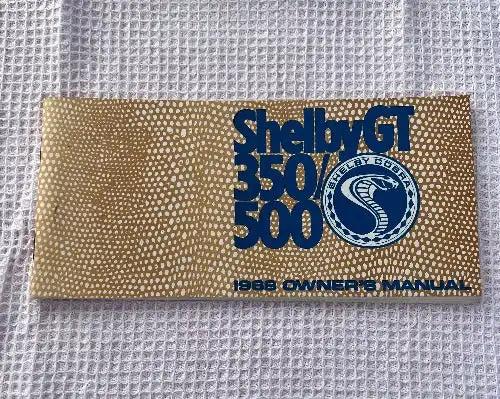 ShelbyGT
350/
500
SHELBY COBRA
1968 OWNER'S MANUAL